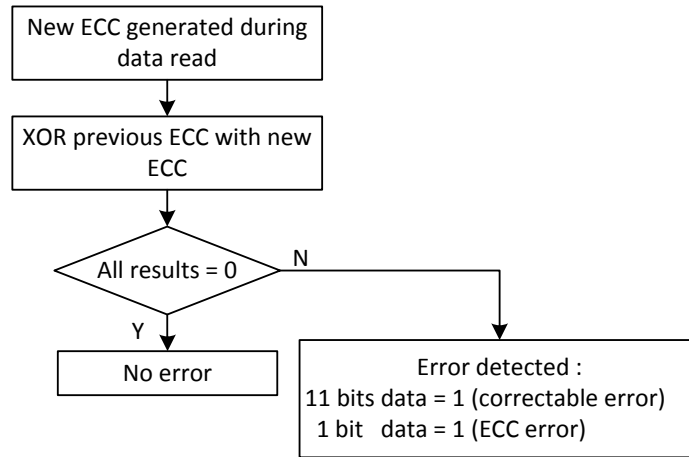 New ECC generated during
data read
XOR previous ECC with new
ECC
All results = 0
N
Y
No error
Error detected :
11 bits data = 1 (correctable error)
1 bit data = 1 (ECC error)